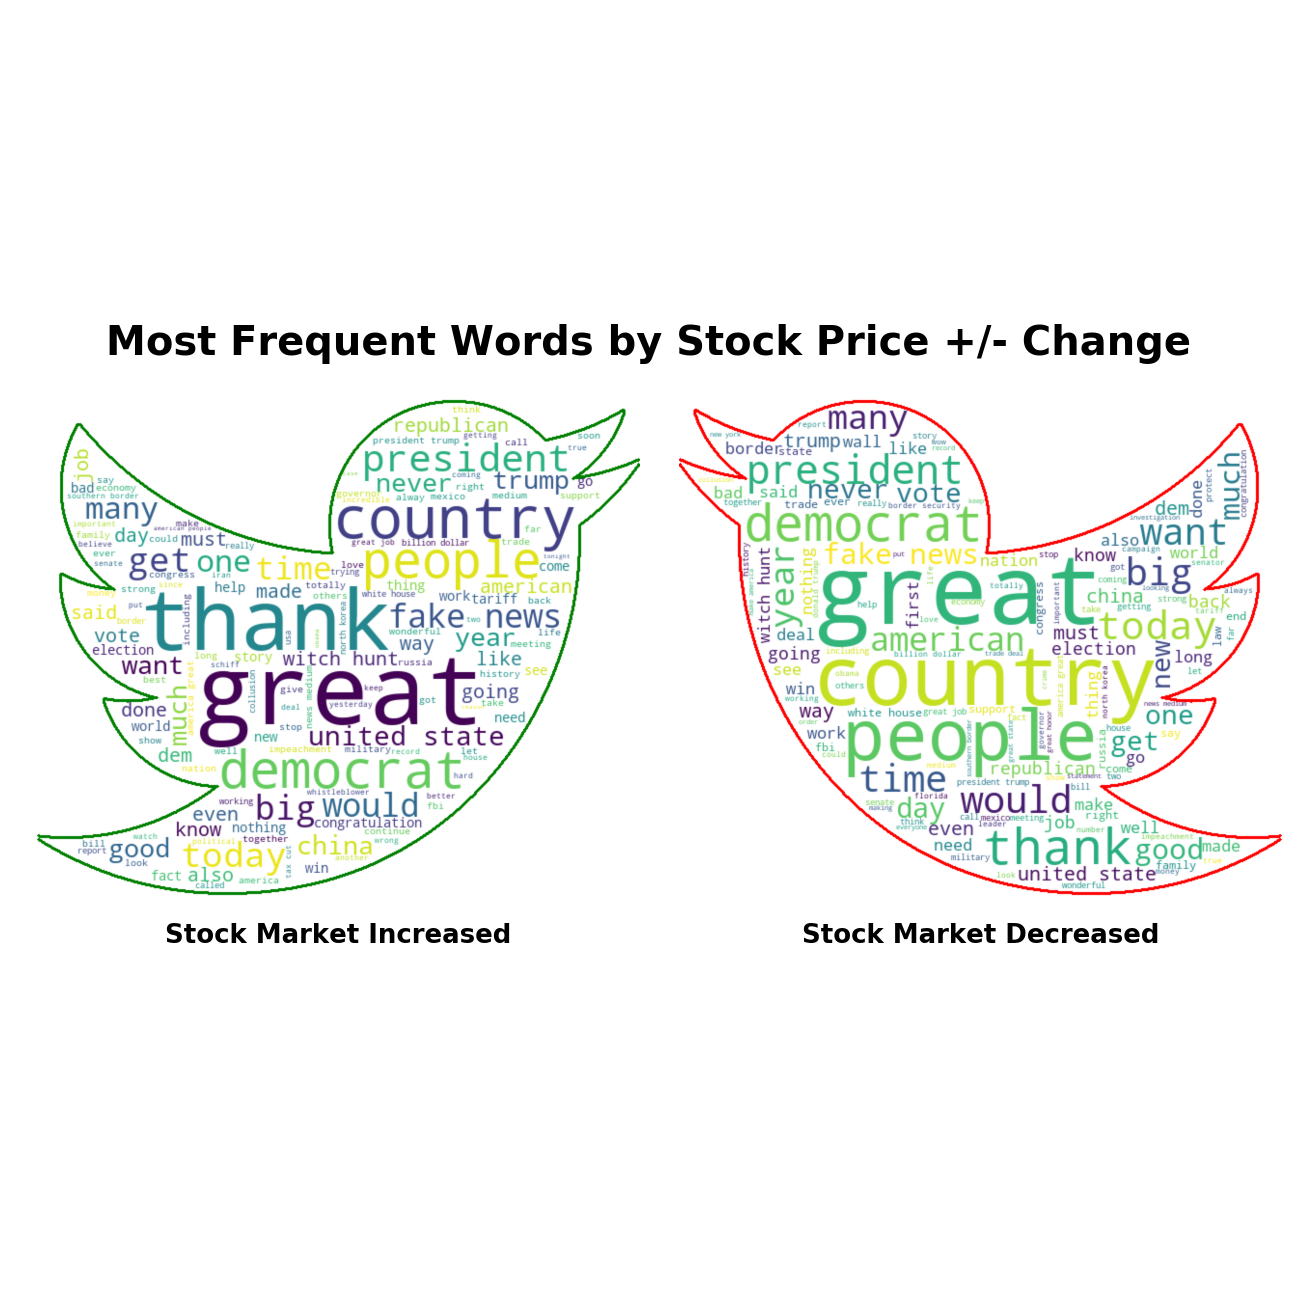 Most Frequent Words by Stock Price +/- Change
think
republican
president trump
getting
call
soon
true
president
never
coming
trump
go
right
governor
incredible
alway
mexico
medium
support
country
far
great job
billion dollar
trade
tonight
people
love
trying
come
job
say
bad
economy
southern border
many
important
make
american people
family
day
could
must
believe
really
ever
senate
get
one
time
congress
iran
totally
thing
american
strong
since
help
made
others
white house
work
tariff
back
money
put
including
thank
north korea
said
border
usa
obama
fake news
wonderful
two
life
vote
election
way
year
meeting
want
long
story
witch hunt
russia
like
see
schiff
history
best
america great
great
collusion
give
news medium
keep
going
much
yesterday
got
take
done
deal
need
world
stop
new
united state
show
dem
well
impeachment
military
record
let
house
nation
democrat
hard
whistleblower
better
working
big
would
fbi
even
know
nothing
congratulation
together
continue
wrong
watch
bill
report
good
political
look
today
china
another
tax cut
win
fact
also
america
called
Stock Market Increased
many
report
new york
trump
wall
story
wow
record
border
state
like
president
collusion
bad
said
never
vote
together
trade
ever
really
border security
keep
democrat
dem
done
protect
much
congratulation
investigation
want
also
history
witch hunt
year
nothing
fake news
put
nation
stop
know
campaign
world
senator
got
make america
donald trump
life
great
totally
coming
big
looking
help
first
economy
congress
important
china
strong
back
always
love
take
getting
tariff
deal
american
must
today
end
going
including
election
law
far
see
billion dollar
trade deal
obama
country
new
long
win
others
crime
america great
thing
north korea
let
working
way
white house
great job
support
news medium
order
fact
governor
great honor
one
work
people
great state
southern border
russia
get
say
fbi
could
house
go
time
medium
republican
come
president trump
know
statement
two
bill
senate
making
florida
day
would
make
right
think
everyone
even
call
leader
mexico
meeting
job
number
well
need
impeachment
military
thank
good
made
true
family
look
united state
money
wonderful
Stock Market Decreased